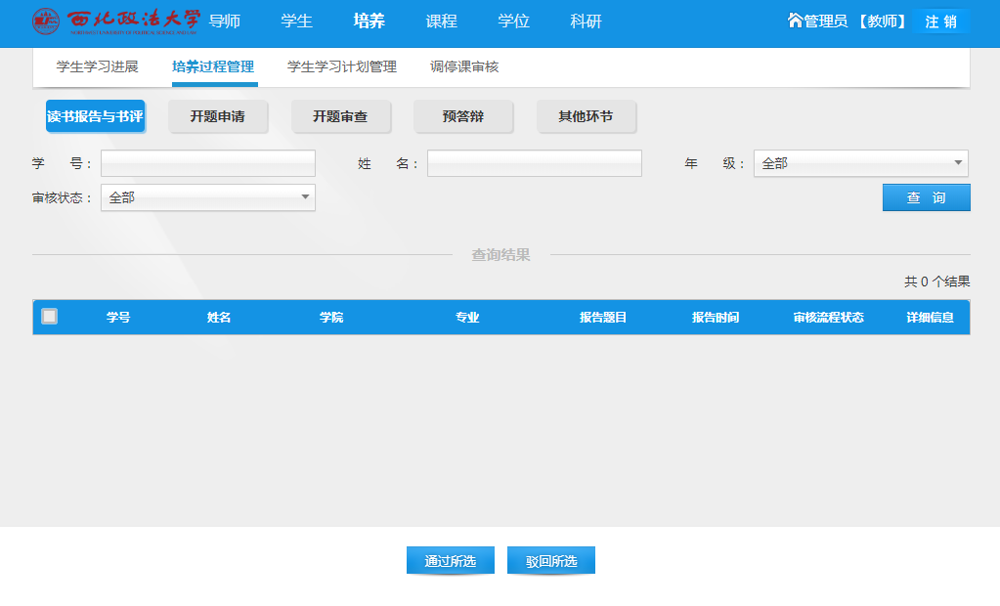 西北政法大学 导师 学生 培养 课程 学位 科研 管理员 【教师】 注 销
NORTHWEST UNIVERSITY OF POLITICAL SCIENCE AND LAW
学生学习进展 培养过程管理 学生学习计划管理 调停课审核
读书报告与书评 开题申请 开题审查 预答辩 其他环节
学 号： 姓 名： 年 级： 全部
审核状态： 全部 查 询
查询结果
共 0 个结果
学号 姓名 学院 专业 报告题目 报告时间 审核流程状态 详细信息
通过所选 驳回所选